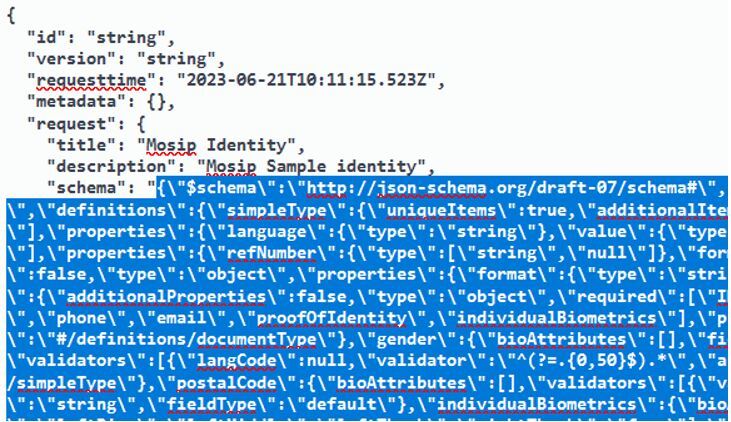 {
"id": "string",
"version": "string",
"requesttime": "2023-06-21T10:11:15.523Z",
"metadata": {},
"request": {
"title": "Mosip Identity",
"description": "Mosip Sample identity",
"schema": "{\"$schema\":\"http://json-schema.org/draft-07/schema#\",
\",\"definitions\":{\"simpleType\":{\"uniqueItems\":true,\"additionalIte
\"],\"properties\":{\"language\":{\"type\":\"string\"},\"value\":{\"type
\"],\"properties\":{\"refNumber\":{\"type\":[\"string\",\"null\"]},\"for
\":false,\"type\":\"object\",\"properties\":{\"format\":{\"type\":\"stri
\":{\"additionalProperties\":false,\"type\":\"object\",\"required\":[\"I
\",\"phone\",\"email\",\"proofOfIdentity\",\"individualBiometrics\"],\"p
\":\"#/definitions/documentType\"},\"gender\":{\"bioAttributes\":[],\"fi
validators\":[{\"langCode\":null,\"validator\":\"^(?=.{0,50}$).*\",\"a
/simpleType\"},\"postalCode\":{\"bioAttributes\":[],\"validators\":[{\"v
\":\"string\",\"fieldType\":\"default\"},\"individualBiometrics\":{\"bio